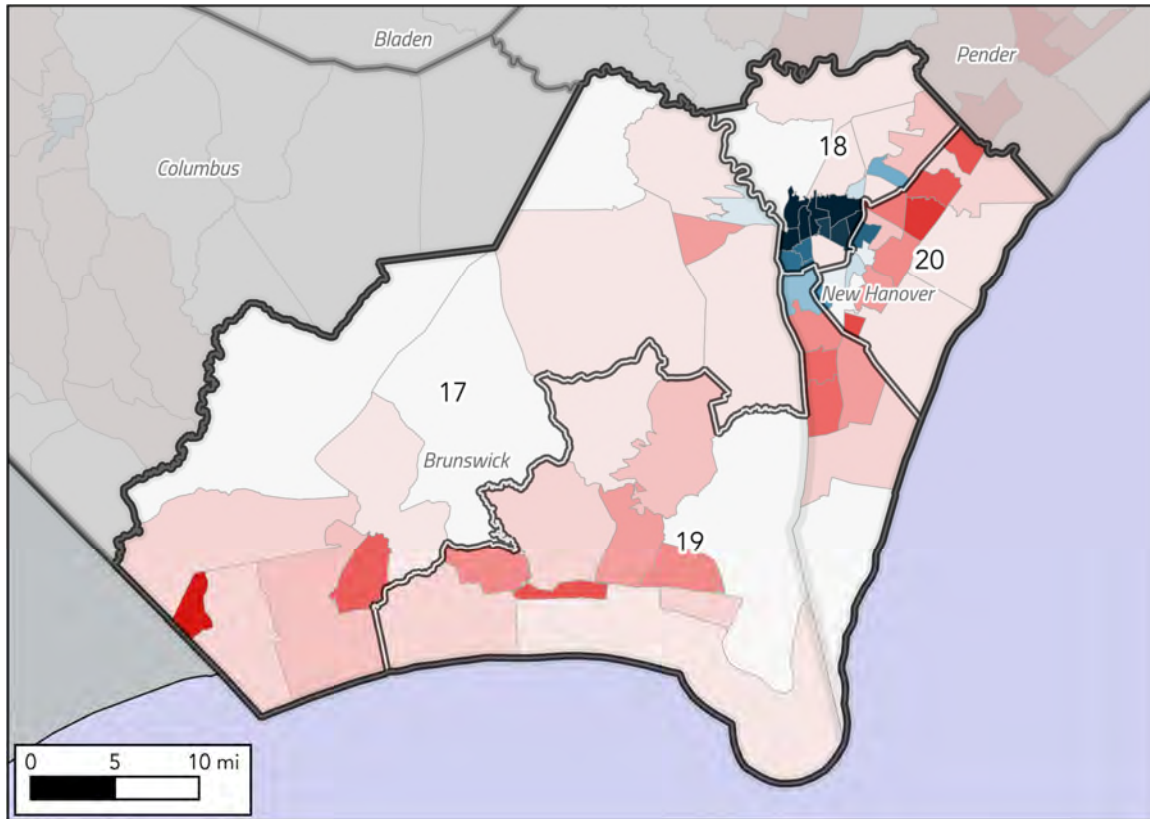 Bladen
Pender
Columbus
18
20
New Hanover
17
Brunswick
19
0 5 10 mi